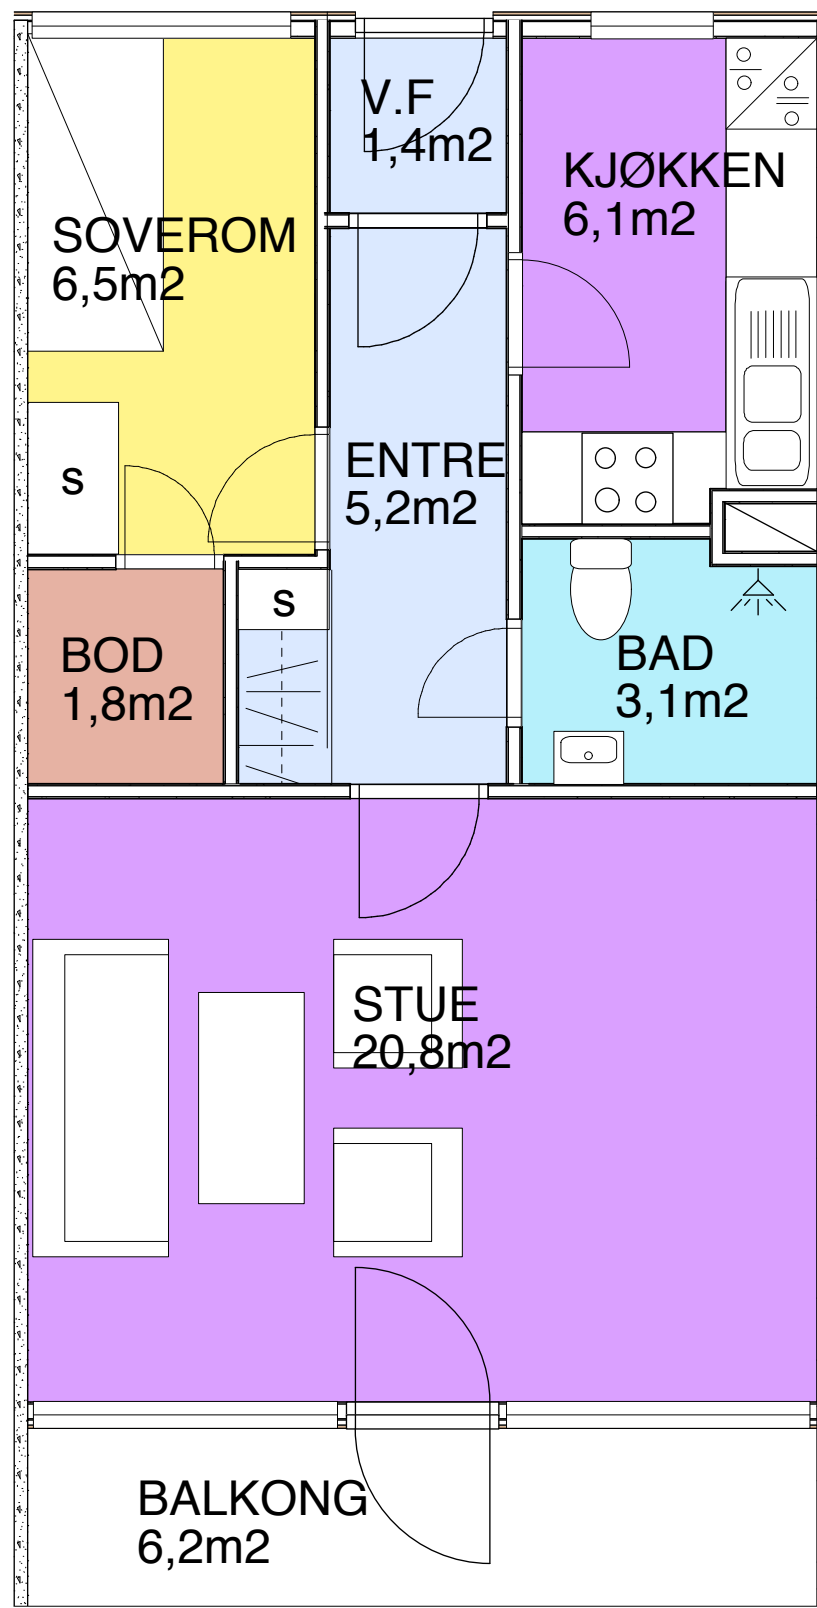 V.F
1,4m2
KJØKKEN
6,1m2
SOVEROM
6,5m2
ENTRE
5,2m2
s
s
BOD
1,8m2
BAD
3,1m2
STUE
20,8m2
BALKONG
6,2m2